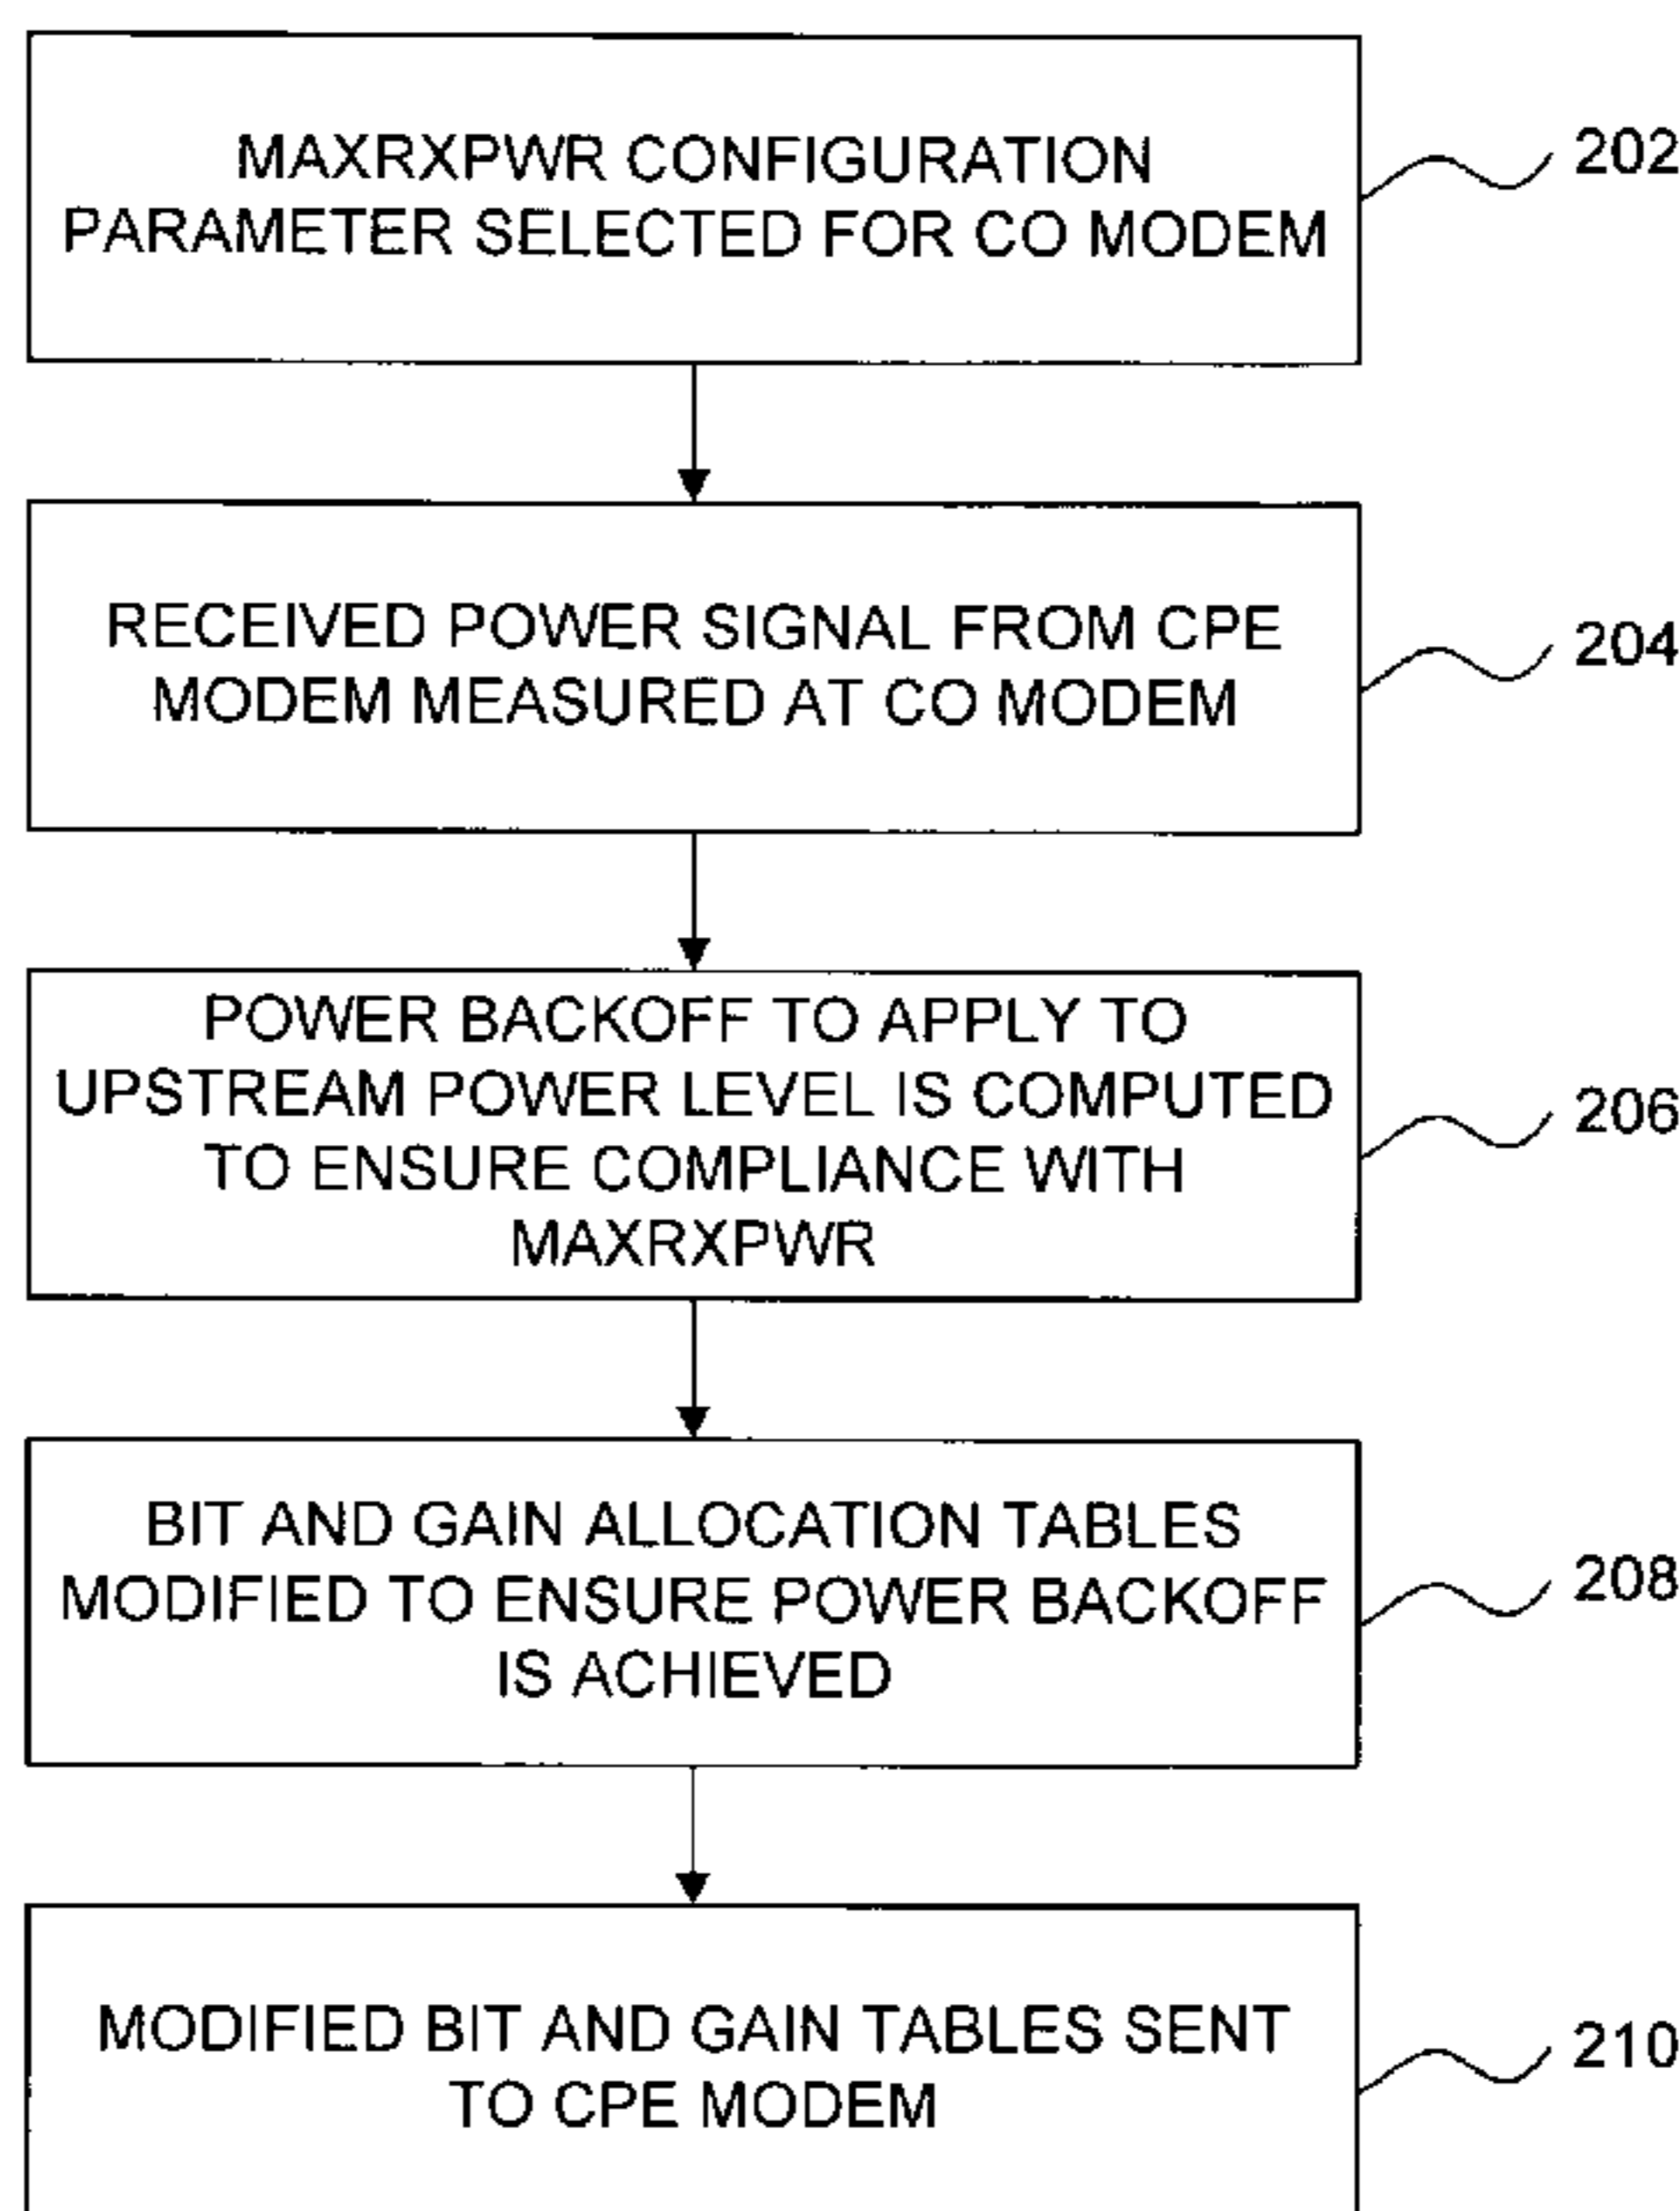 MAXRXPWR CONFIGURATION
PARAMETER SELECTED FOR CO MODEM
202
RECEIVED POWER SIGNAL FROM CPE
MODEM MEASURED AT CO MODEM
204
POWER BACKOFF TO APPLY TO
UPSTREAM POWER LEVEL IS COMPUTED
TO ENSURE COMPLIANCE WITH
MAXRXPWR
206
BIT AND GAIN ALLOCATION TABLES
MODIFIED TO ENSURE POWER BACKOFF
IS ACHIEVED
208
MODIFIED BIT AND GAIN TABLES SENT
TO CPE MODEM
210